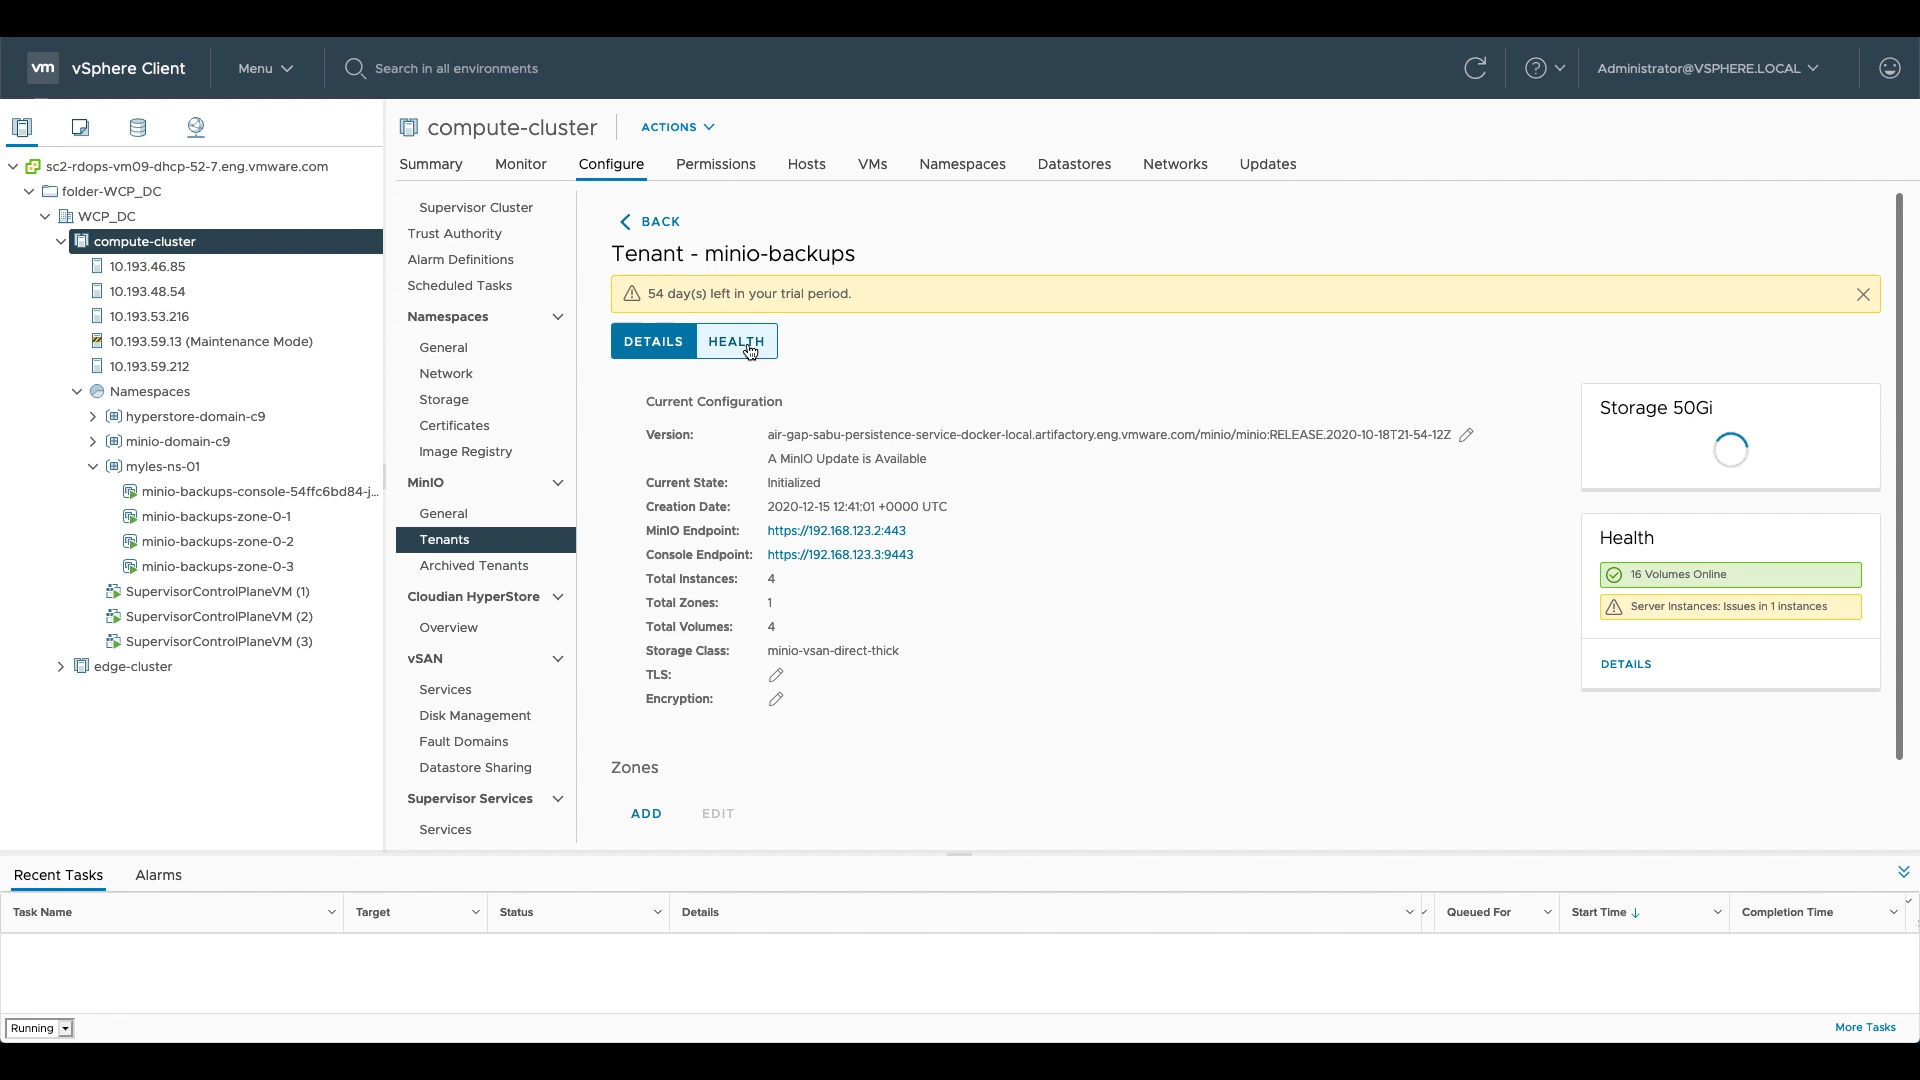 vm vSphere Client Menu Search in all environments Administrator@VSPHERE.LOCAL
sc2-rdops-vm09-dhcp-52-7.eng.vmware.com
folder-WCP_DC
WCP_DC
compute-cluster
10.193.46.85
10.193.48.54
10.193.53.216
10.193.59.13 (Maintenance Mode)
10.193.59.212
Namespaces
hyperstore-domain-c9
minio-domain-c9
myles-ns-01
minio-backups-console-54ffc6bd84-j...
minio-backups-zone-0-1
minio-backups-zone-0-2
minio-backups-zone-0-3
SupervisorControlPlaneVM (1)
SupervisorControlPlaneVM (2)
SupervisorControlPlaneVM (3)
edge-cluster
compute-cluster ACTIONS
Summary Monitor Configure Permissions Hosts VMs Namespaces Datastores Networks Updates
Supervisor Cluster
Trust Authority
Alarm Definitions
Scheduled Tasks
Namespaces
General
Network
Storage
Certificates
Image Registry
MinIO
General
Tenants
Archived Tenants
Cloudian HyperStore
Overview
vSAN
Services
Disk Management
Fault Domains
Datastore Sharing
Supervisor Services
Services
BACK
Tenant - minio-backups
54 day(s) left in your trial period.
DETAILS HEALTH
Current Configuration
Version: air-gap-sabu-persistence-service-docker-local.artifactory.eng.vmware.com/minio/minio:RELEASE.2020-10-18T21-54-12Z
A MinIO Update is Available
Current State: Initialized
Creation Date: 2020-12-15 12:41:01 +0000 UTC
MinIO Endpoint: https://192.168.123.2:443
Console Endpoint: https://192.168.123.3:9443
Total Instances: 4
Total Zones: 1
Total Volumes: 4
Storage Class: minio-vsan-direct-thick
TLS:
Encryption:
Zones
ADD EDIT
Storage 50Gi
Health
16 Volumes Online
Server Instances: Issues in 1 instances
DETAILS
Recent Tasks Alarms
Task Name Target Status Details Queued For Start Time Completion Time
Running More Tasks